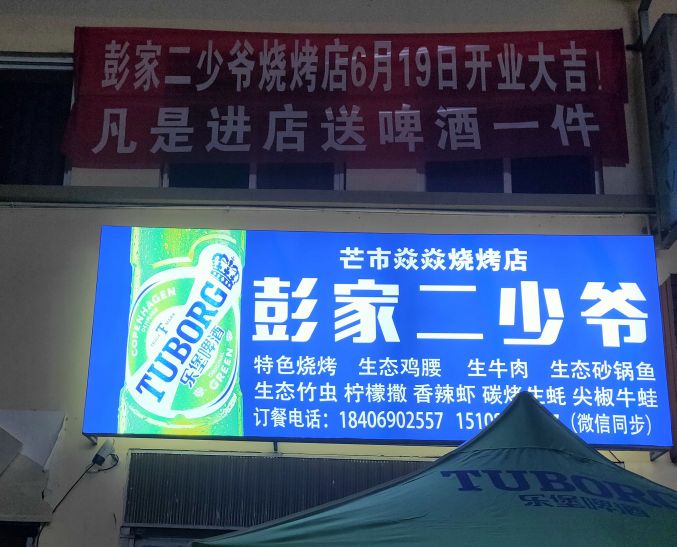 彭家二少爷烧烤店6月19日开业大吉!
凡是进店送啤酒一件
芒市焱焱烧烤店
彭家二少爷
特色烧烤 生态鸡腰 生牛肉 生态砂锅鱼
生态竹虫 柠檬撒 香辣虾 碳烤生蚝 尖椒牛蛙
订餐电话: 18406902557 (微信同步)
COPENHAGEN
TUBORG
乐堡啤酒
GREEN
TUBORG
乐堡啤酒